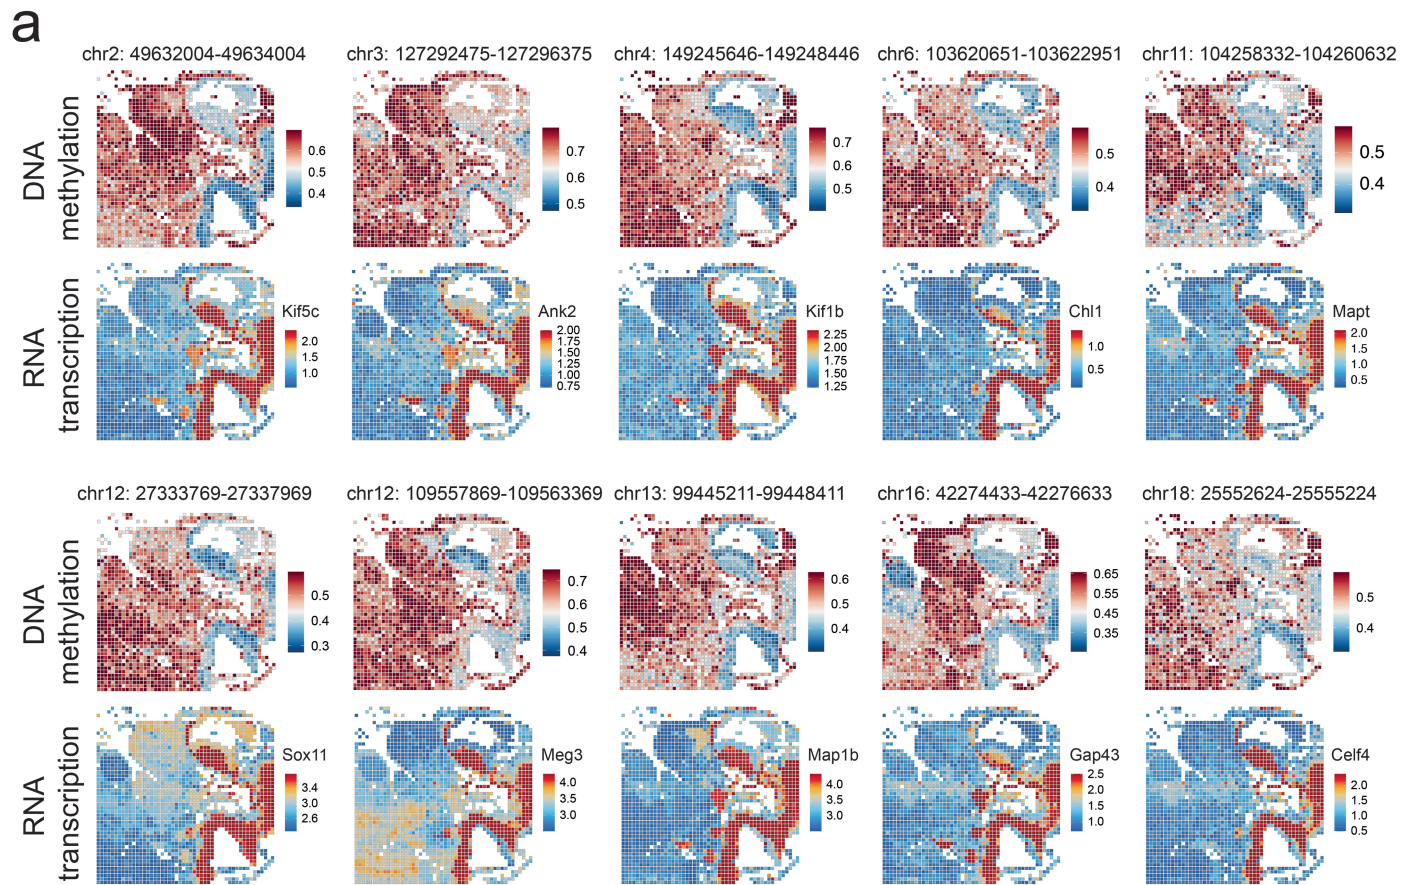 a
chr2: 49632004-49634004
chr3: 127292475-127296375
chr4: 149245646-149248446
chr6: 103620651-103622951
chr11: 104258332-104260632
DNA
methylation
0.6
0.5
0.4
0.7
0.6
0.5
0.7
0.6
0.5
0.5
0.4
0.5
0.4
RNA
transcription
Kif5c
2.0
1.5
1.0
Ank2
2.00
1.75
1.50
1.25
1.00
0.75
Kif1b
2.25
2.00
1.75
1.50
1.25
Chl1
1.0
0.5
Mapt
2.0
1.5
1.0
0.5
chr12: 27333769-27337969
chr12: 109557869-109563369
chr13: 99445211-99448411
chr16: 42274433-42276633
chr18: 25552624-25555224
DNA
methylation
0.5
0.4
0.3
0.7
0.6
0.5
0.4
0.6
0.5
0.4
0.65
0.55
0.45
0.35
0.5
0.4
RNA
transcription
Sox11
3.4
3.0
2.6
Meg3
4.0
3.5
3.0
Map1b
4.0
3.5
3.0
Gap43
2.5
2.0
1.5
1.0
Celf4
2.0
1.5
1.0
0.5